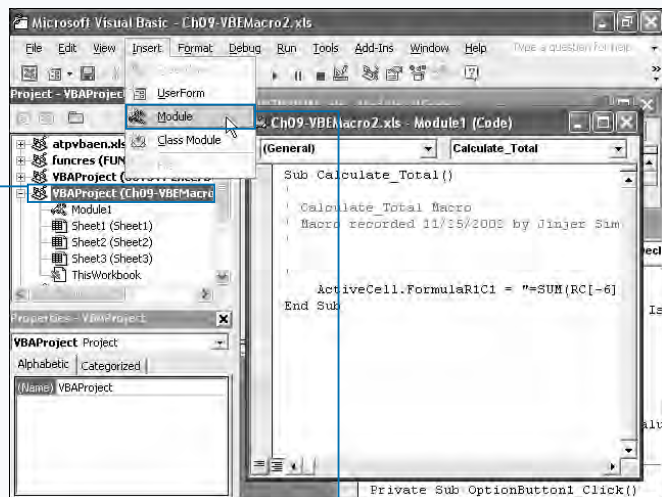 Microsoft Visual Basic - Ch09-VBEMacro2.xls
File Edit View Insert Format Debug Run Tools Add-Ins Window Help Type a question for help
Project - VBAProject
UserForm
Module
Class Module
atpvbaen.xls
funcres (FUN
VBAProject
VBAProject (Ch09-VBEMacro
Module1
Sheet1 (Sheet1)
Sheet2 (Sheet2)
Sheet3 (Sheet3)
ThisWorkbook
Properties - VBAProject
VBAProject Project
Alphabetic Categorized
(Name) VBAProject
Ch09-VBEMacro2.xls - Module1 (Code)
(General) Calculate_Total
Sub Calculate_Total()
'
' Calculate_Total Macro
' Macro recorded 11/25/2003 by Jinjer Sim
'
'
ActiveCell.FormulaR1C1 = "=SUM(RC[-6]
End Sub
Private Sub OptionButton1_Click()